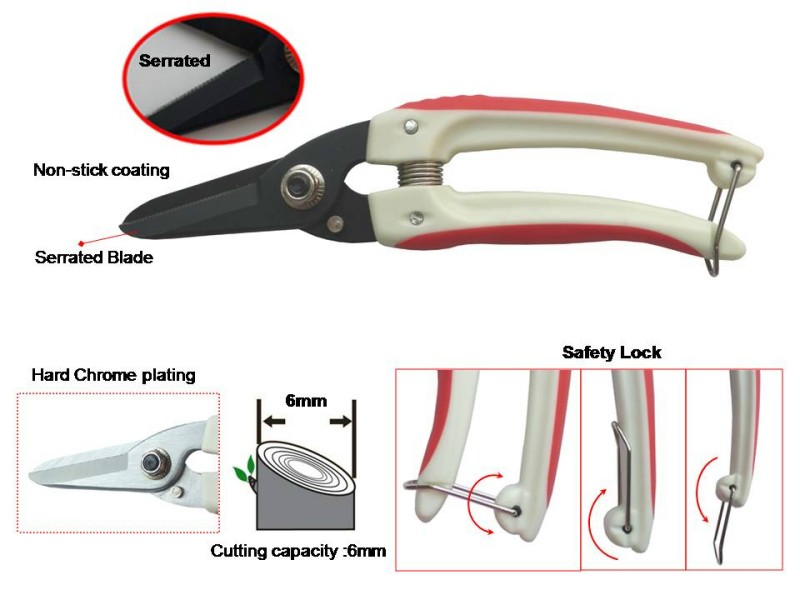 Serrated
Non-stick coating
Serrated Blade
Safety Lock
Hard Chrome plating
6mm
Cutting capacity :6mm